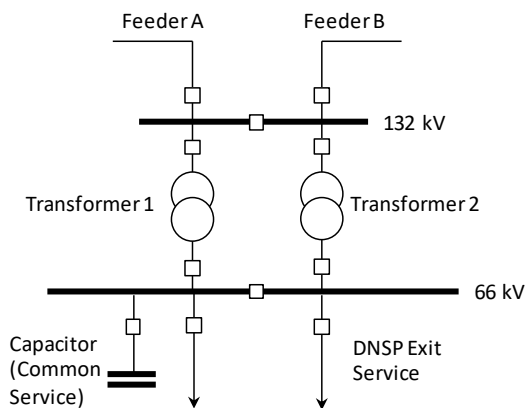 Feeder A
Feeder B
132 kV
Transformer 1
Transformer 2
66 kV
Capacitor
(Common
Service)
DNSP Exit
Service